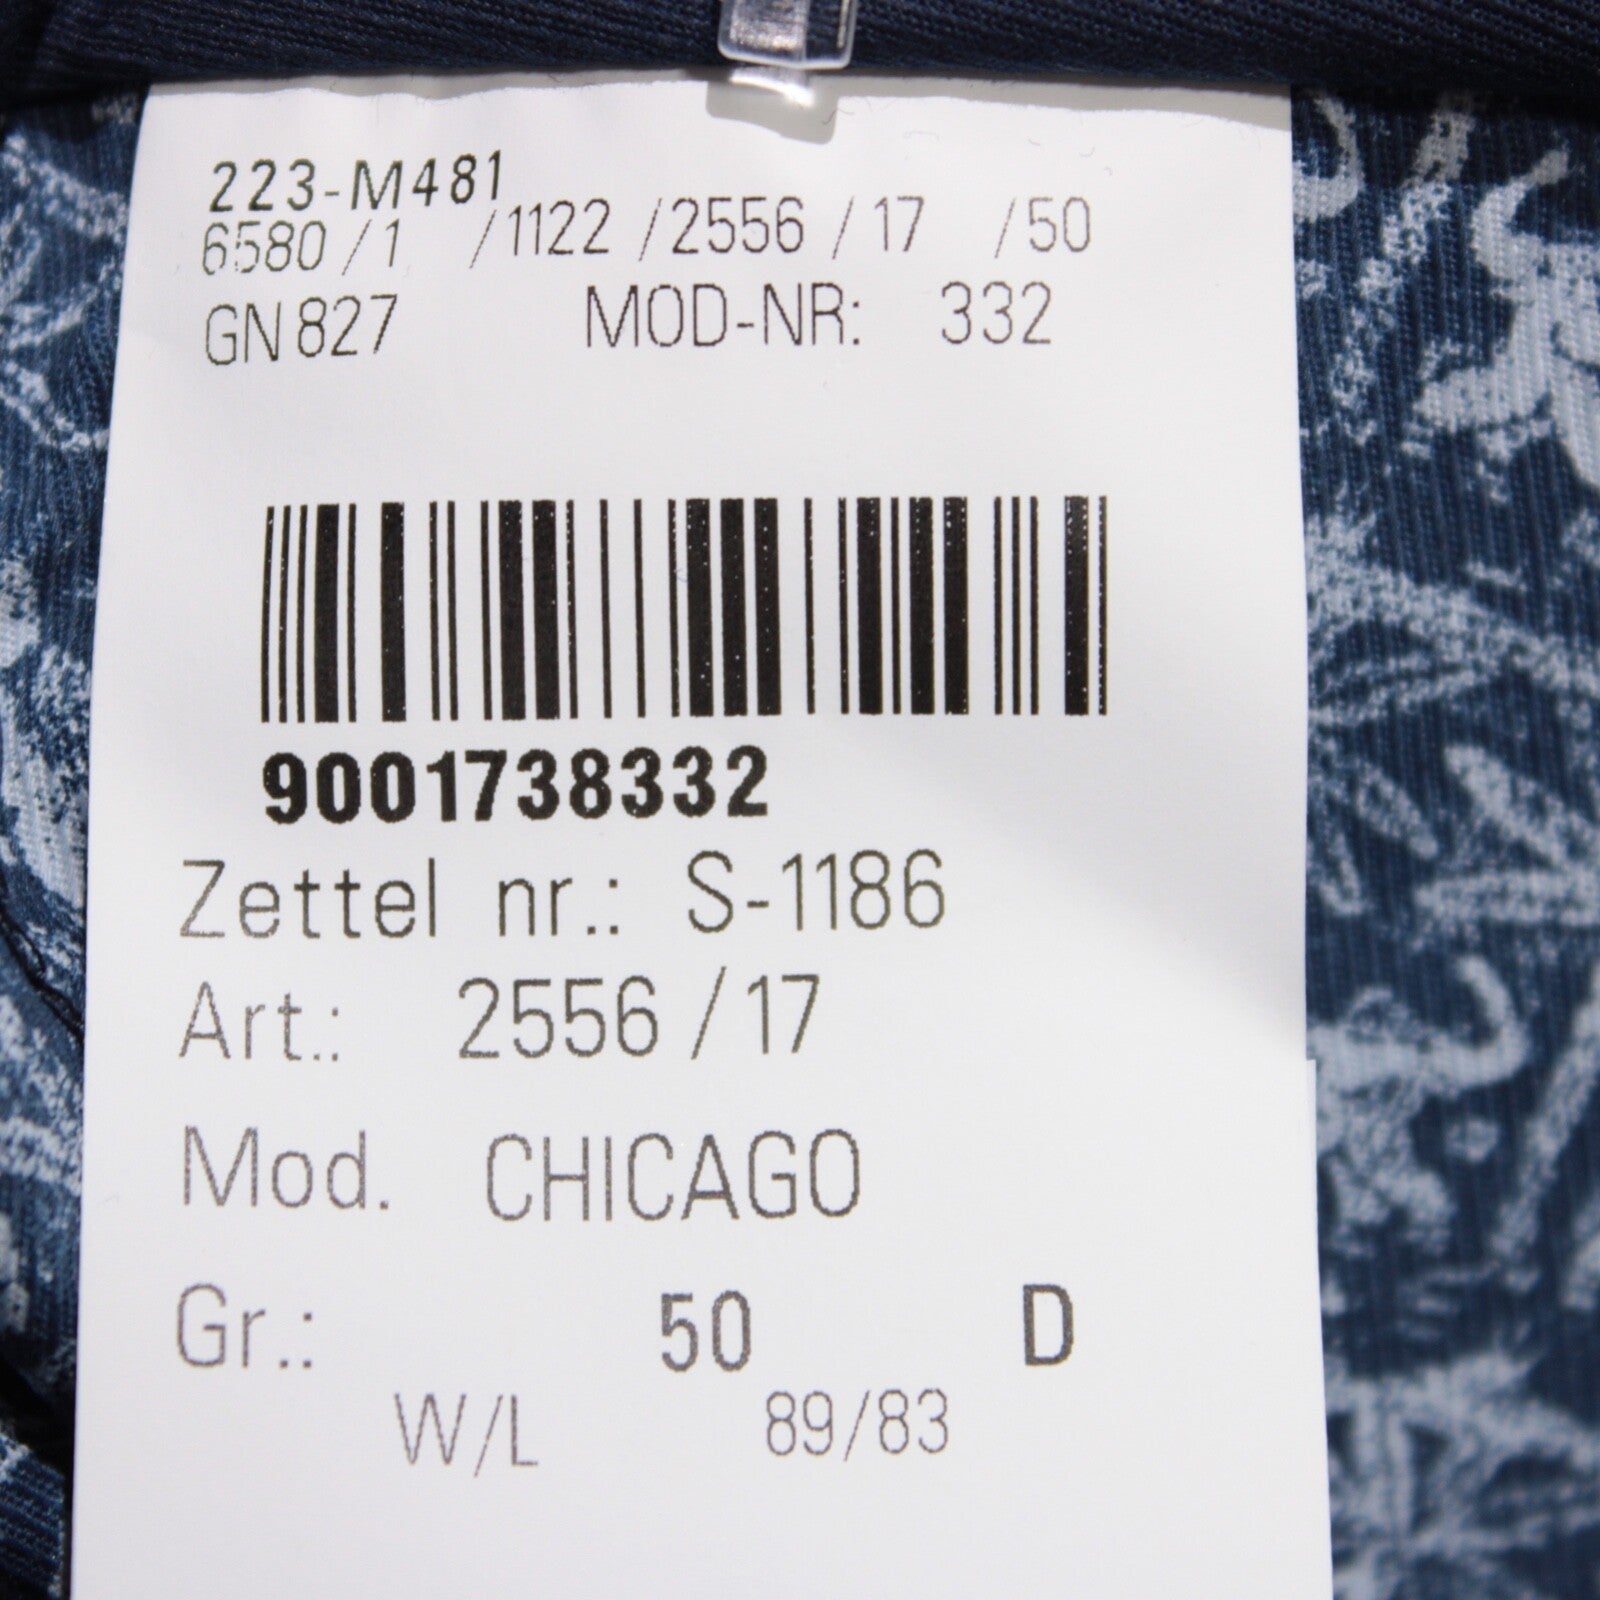 223-M481
6580 / 1 / 1122 / 2556 / 17 / 50
GN 827 MOD-NR: 332
9001738332
Zettel nr.: S-1186
Art.: 2556 / 17
Mod. CHICAGO
Gr.: 50 D
W/L 89/83